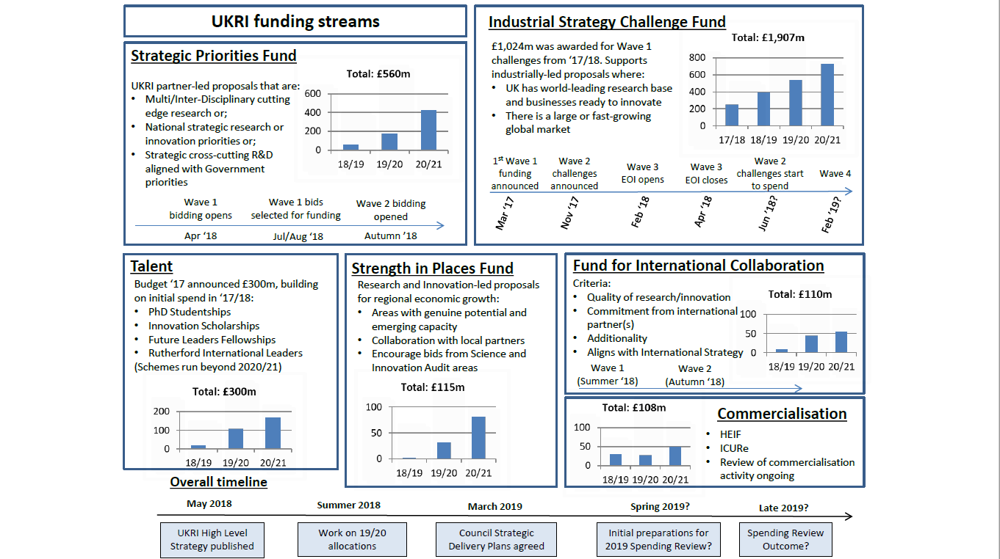 UKRI funding streams
Strategic Priorities Fund
UKRI partner-led proposals that are:
• Multi/Inter-Disciplinary cutting
edge research or;
• National strategic research or
innovation priorities or;
• Strategic cross-cutting R&D
aligned with Government
priorities
Total: £560m
600
400
200
0
18/19 19/20 20/21
Wave 1
bidding opens
Wave 1 bids
selected for funding
Wave 2 bidding
opened
Apr ‘18
Jul/Aug ‘18
Autumn ’18
Industrial Strategy Challenge Fund
£1,024m was awarded for Wave 1
challenges from ‘17/18. Supports
industrially-led proposals where:
• UK has world-leading research base
and businesses ready to innovate
• There is a large or fast-growing
global market
Total: £1,907m
800
600
400
200
0
17/18 18/19 19/20 20/21
1st Wave 1
funding
announced
Wave 2
challenges
announced
Wave 3
EOI opens
Wave 3
EOI closes
Wave 2
challenges start
to spend
Wave 4
Mar ‘17
Nov ‘17
Feb ‘18
Apr ‘18
Jun ‘18?
Feb ‘19?
Talent
Budget ‘17 announced £300m, building
on initial spend in ‘17/18:
• PhD Studentships
• Innovation Scholarships
• Future Leaders Fellowships
• Rutherford International Leaders
(Schemes run beyond 2020/21)
Total: £300m
200
100
0
18/19 19/20 20/21
Strength in Places Fund
Research and Innovation-led proposals
for regional economic growth:
• Areas with genuine potential and
emerging capacity
• Collaboration with local partners
• Encourage bids from Science and
Innovation Audit areas
Total: £115m
100
50
0
18/19 19/20 20/21
Fund for International Collaboration
Criteria:
• Quality of research/innovation
• Commitment from international
partner(s)
• Additionality
• Aligns with International Strategy
Total: £110m
100
50
0
18/19 19/20 20/21
Wave 1
(Summer ‘18)
Wave 2
(Autumn ‘18)
Total: £108m
100
50
0
18/19 19/20 20/21
Commercialisation
• HEIF
• ICURe
• Review of commercialisation
activity ongoing
Overall timeline
May 2018
Summer 2018
March 2019
Spring 2019?
Late 2019?
UKRI High Level
Strategy published
Work on 19/20
allocations
Council Strategic
Delivery Plans agreed
Initial preparations for
2019 Spending Review?
Spending Review
Outcome?